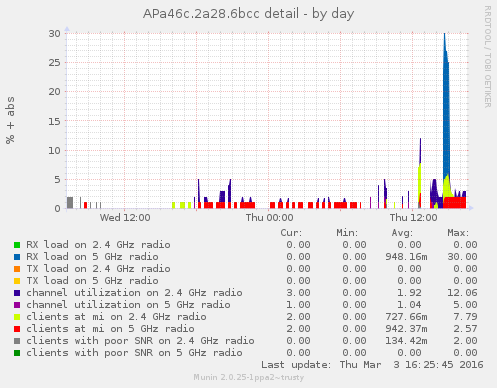 APa46c.2a28.6bcc detail - by day
RRDTOOL / TOBI OETIKER
% + abs
30
25
20
15
10
5
0
Wed 12:00 Thu 00:00 Thu 12:00
Cur: Min: Avg: Max:
RX load on 2.4 GHz radio 0.00 0.00 0.00 0.00
RX load on 5 GHz radio 0.00 0.00 948.16m 30.00
TX load on 2.4 GHz radio 0.00 0.00 0.00 0.00
TX load on 5 GHz radio 0.00 0.00 0.00 0.00
channel utilization on 2.4 GHz radio 3.00 0.00 1.92 12.06
channel utilization on 5 GHz radio 1.00 0.00 1.04 5.00
clients at mi on 2.4 GHz radio 2.00 0.00 727.66m 7.79
clients at mi on 5 GHz radio 2.00 0.00 942.37m 2.57
clients with poor SNR on 2.4 GHz radio 0.00 0.00 134.42m 2.00
clients with poor SNR on 5 GHz radio 0.00 0.00 0.00 0.00
Last update: Thu Mar 3 16:25:45 2016
Munin 2.0.25-1ppa2~trusty